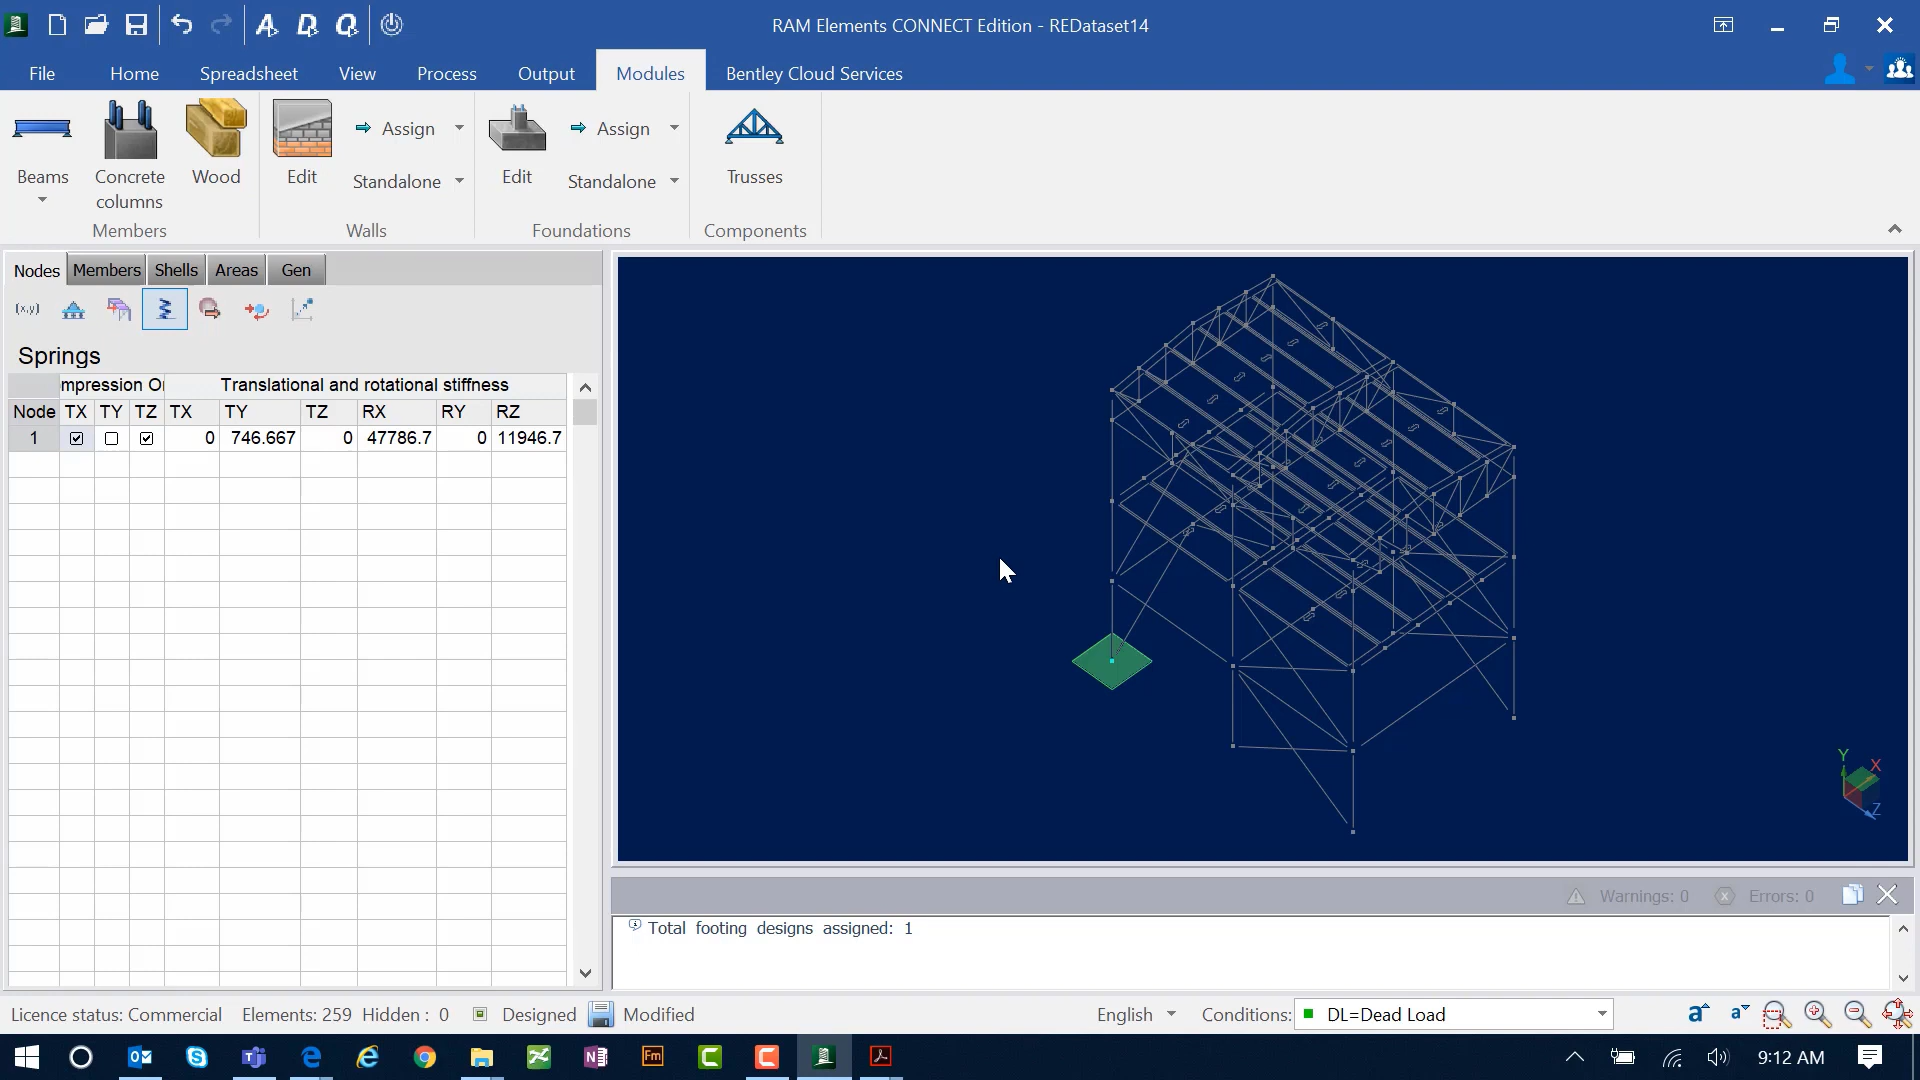 RAM Elements CONNECT Edition - REDataset14
File Home Spreadsheet View Process Output Modules Bentley Cloud Services
Beams
Concrete
columns
Wood
Members
Edit
Assign
Standalone
Walls
Edit
Assign
Standalone
Foundations
Trusses
Components
Nodes Members Shells Areas Gen
(x,y)
Springs
mpression O Translational and rotational stiffness
Node TX TY TZ TX TY TZ RX RY RZ
1 0 746.667 0 47786.7 0 11946.7
Y
X
Z
Warnings: 0 Errors: 0
Total footing designs assigned: 1
Licence status: Commercial Elements: 259 Hidden : 0 Designed Modified English Conditions: DL=Dead Load
9:12 AM